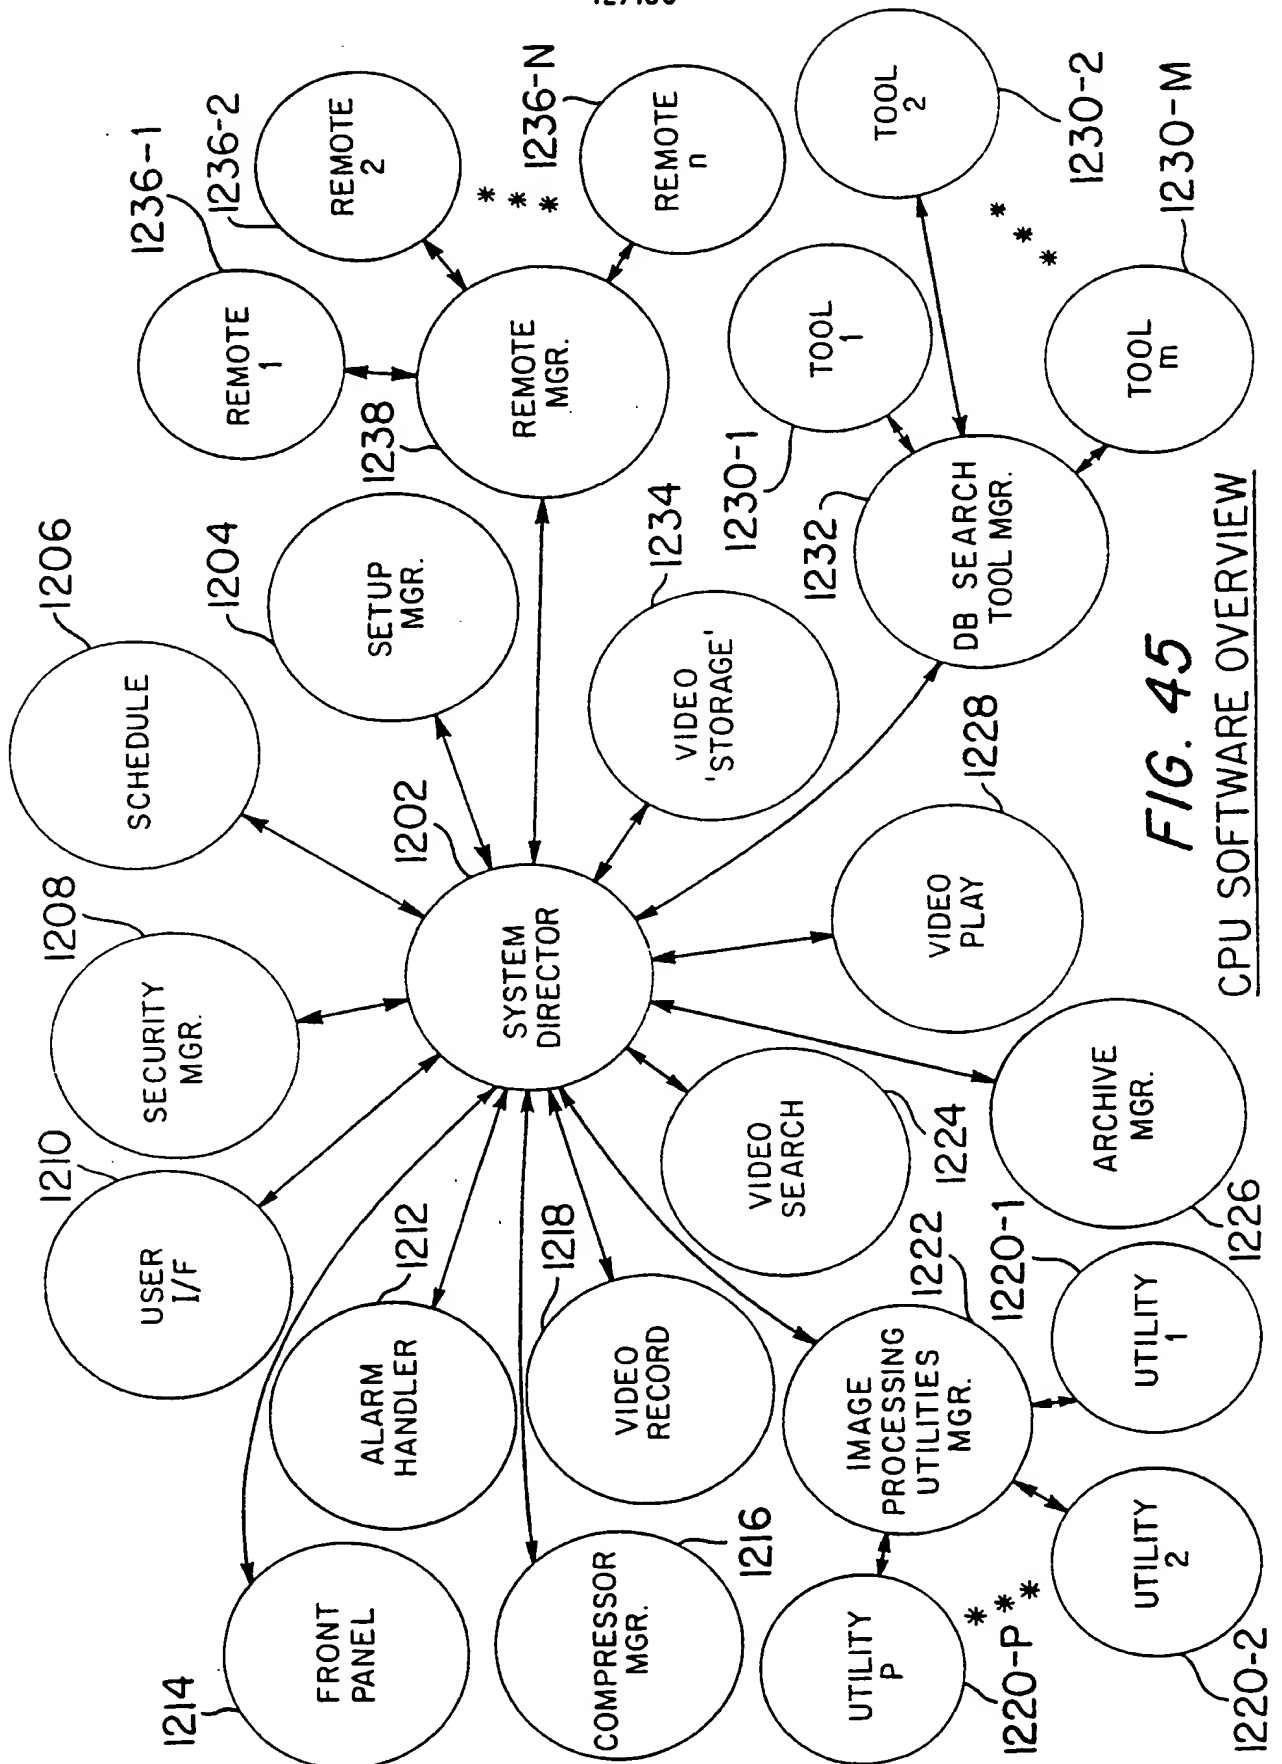 1236-1
REMOTE
1
1236-2
REMOTE
2
* * *
1236-N
REMOTE
n
1238
REMOTE
MGR.
1206
SCHEDULE
1204
SETUP
MGR.
1208
SECURITY
MGR.
1210
USER
I/F
1202
SYSTEM
DIRECTOR
1234
VIDEO
'STORAGE'
1230-1
TOOL
1
TOOL
2
1230-2
* * *
TOOL
m
1230-M
1232
DB SEARCH
TOOL MGR.
1214
FRONT
PANEL
1212
ALARM
HANDLER
1216
COMPRESSOR
MGR.
1218
VIDEO
RECORD
1222
IMAGE
PROCESSING
UTILITIES
MGR.
1220-1
UTILITY
1
UTILITY
2
1220-2
* * *
UTILITY
P
1220-P
VIDEO
SEARCH
1224
ARCHIVE
MGR.
1226
VIDEO
PLAY
1228
FIG. 45
CPU SOFTWARE OVERVIEW